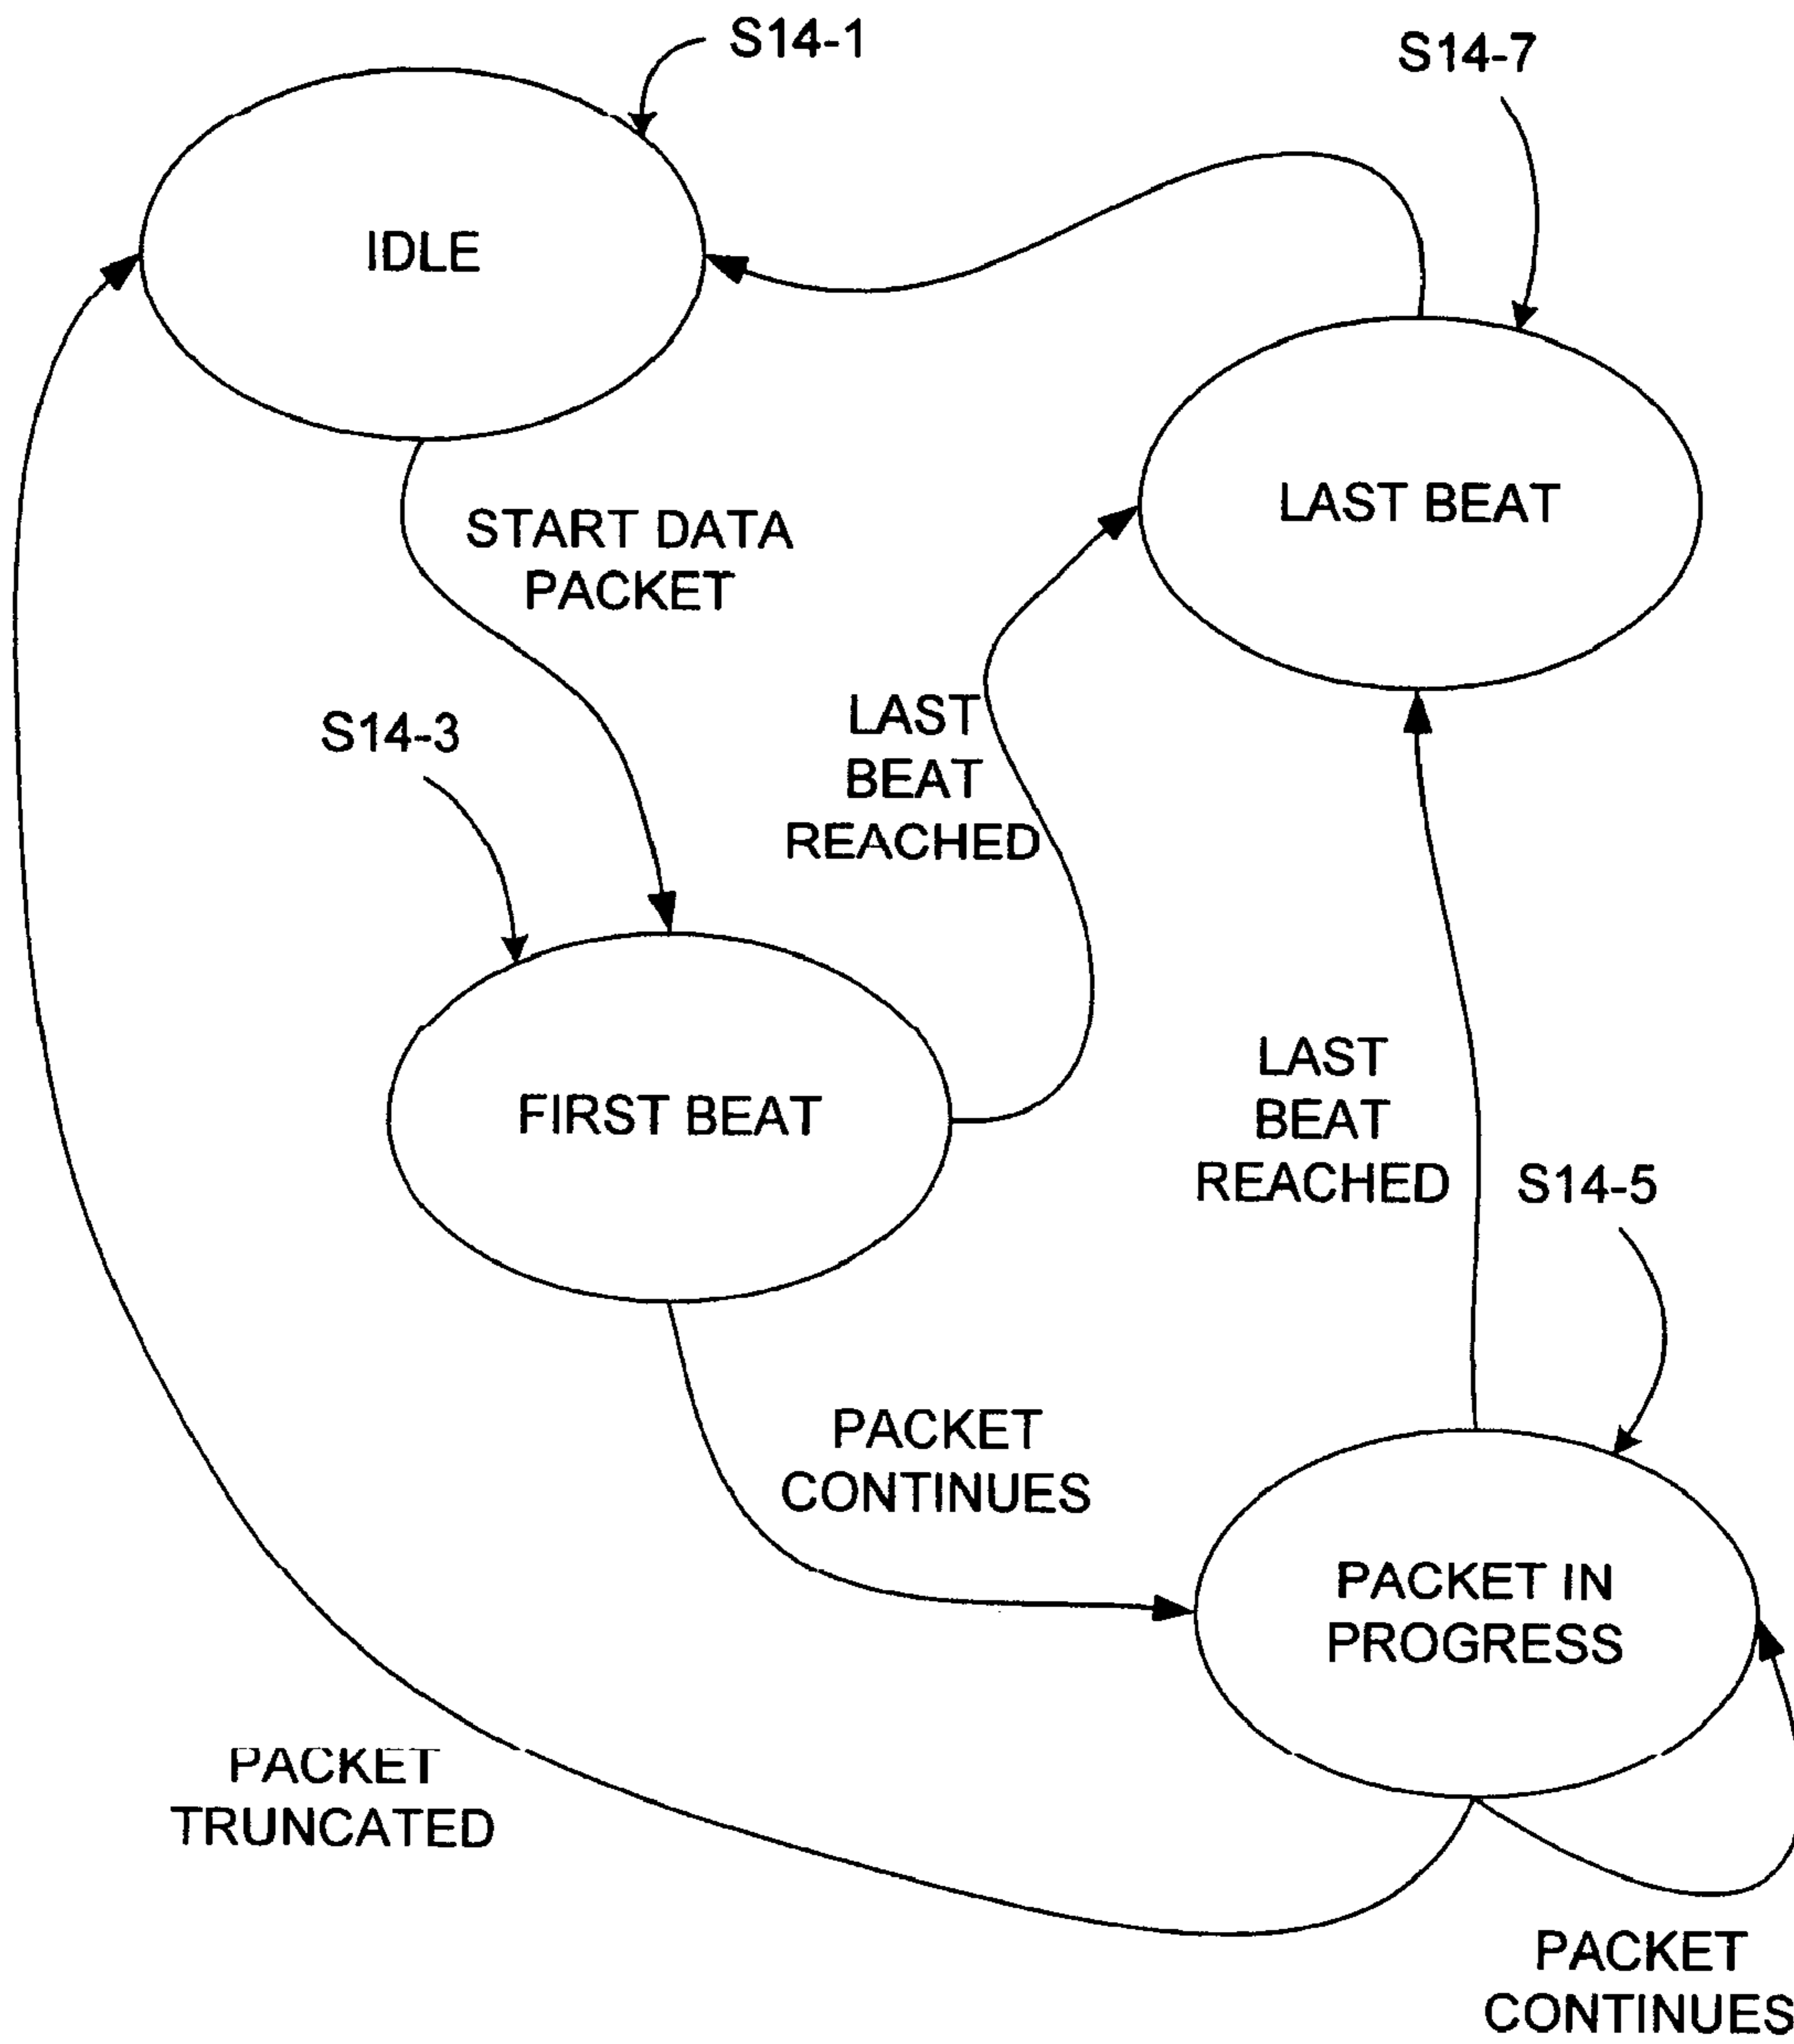 S14-1
S14-7
IDLE
LAST BEAT
START DATA
PACKET
S14-3
LAST
BEAT
REACHED
FIRST BEAT
LAST
BEAT
REACHED
S14-5
PACKET
CONTINUES
PACKET IN
PROGRESS
PACKET
TRUNCATED
PACKET
CONTINUES